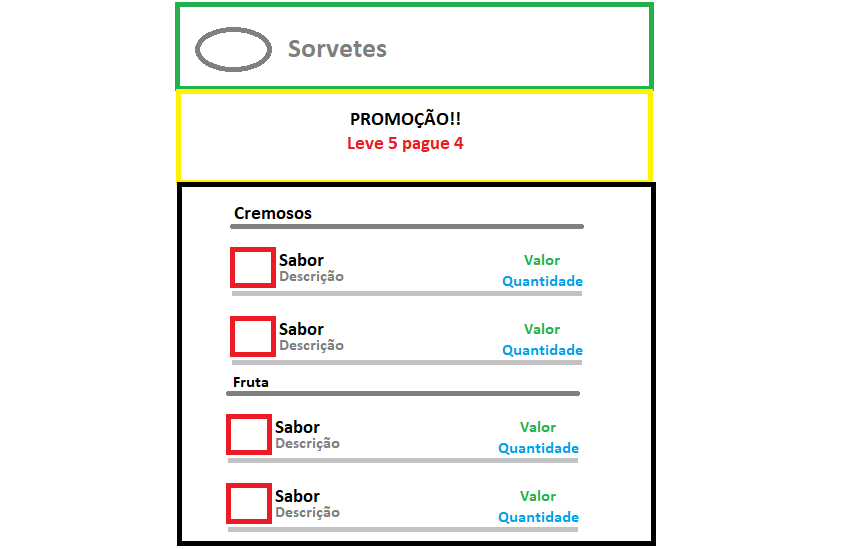 Sorvetes
PROMOÇÃO!!
Leve 5 pague 4
Cremosos
Sabor
Descrição
Valor
Quantidade
Sabor
Descrição
Valor
Quantidade
Fruta
Sabor
Descrição
Valor
Quantidade
Sabor
Descrição
Valor
Quantidade